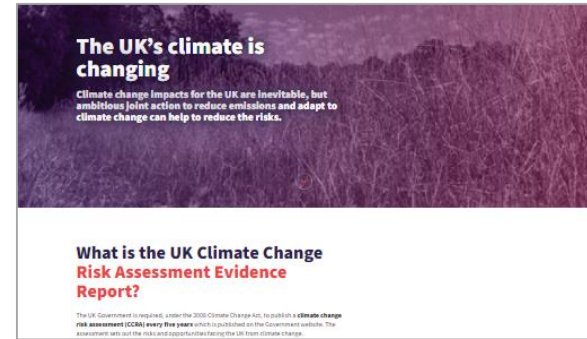 The UK's climate is
changing
Climate change impacts for the UK are inevitable, but
ambitious joint action to reduce emissions and adapt to
climate change can help to reduce the risks.
What is the UK Climate Change
Risk Assessment Evidence
Report?
The UK Government is required, under the 2008 Climate Change Act, to publish a climate change
risk assessment (CCRA) every five years which is published on the Government website. The
assessment sets out the risks and opportunities facing the UK from climate change.